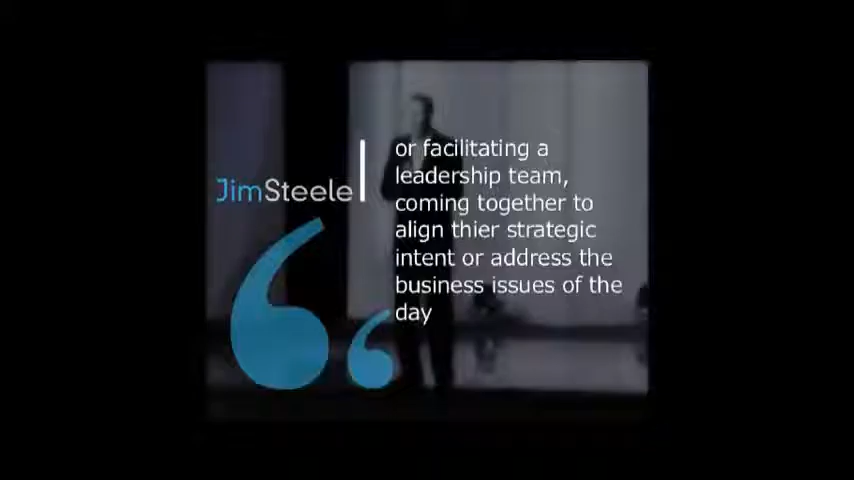 JimSteele
or facilitating a
leadership team,
coming together to
align thier strategic
intent or address the
business issues of the
day